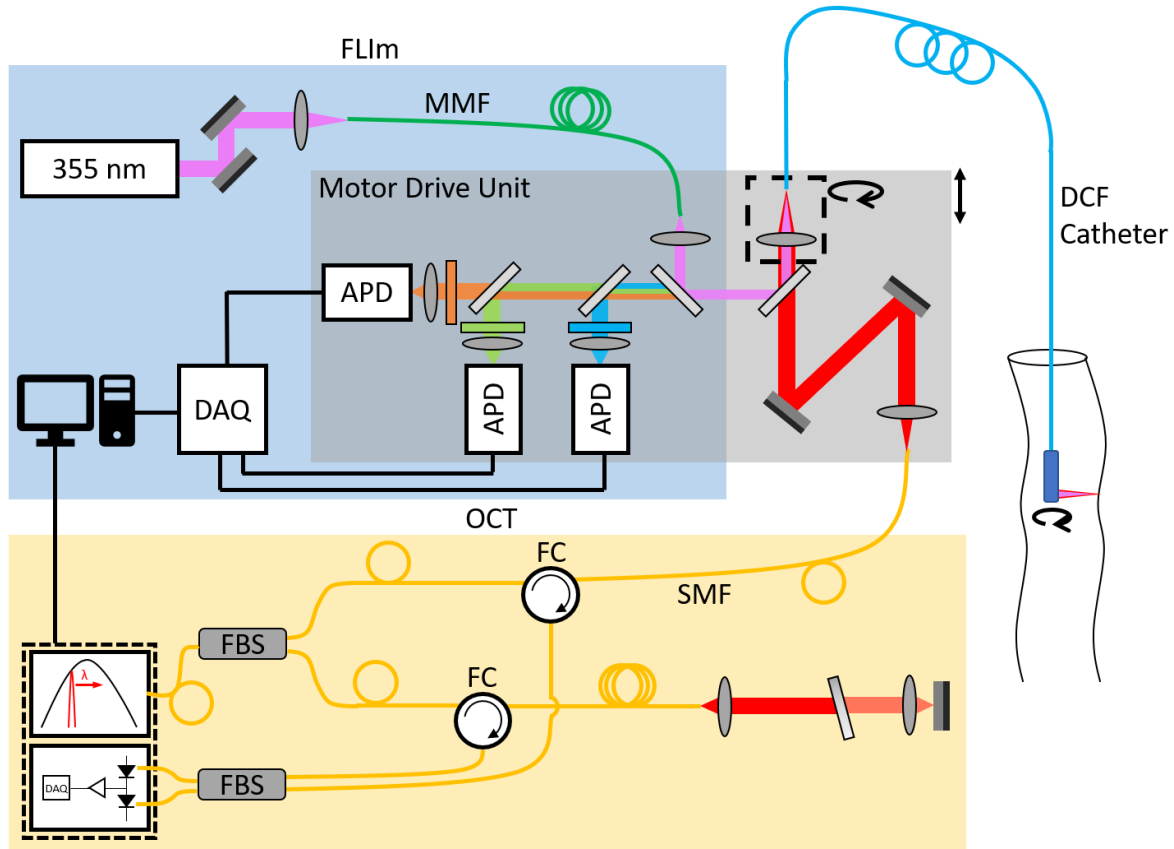 FLIm
MMF
355 nm
Motor Drive Unit
DCF
Catheter
APD
DAQ
APD
APD
OCT
FC
SMF
FBS
FC
λ
FBS
DAQ